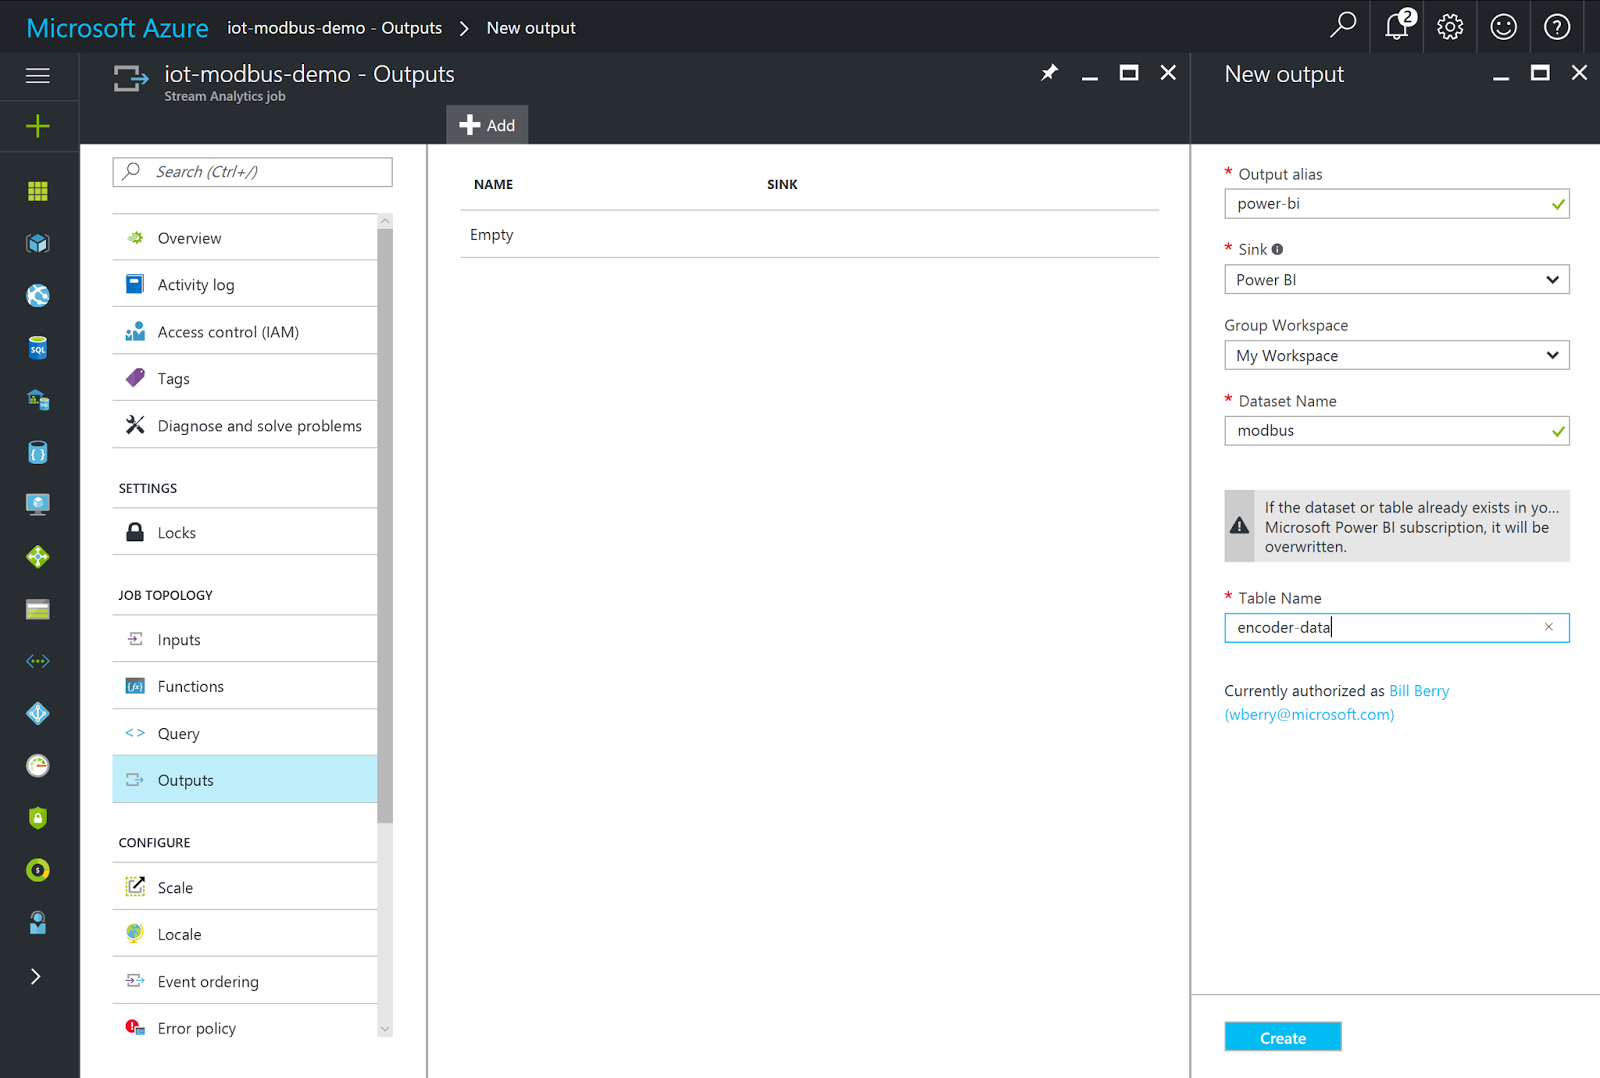 Microsoft Azure iot-modbus-demo - Outputs > New output
2
iot-modbus-demo - Outputs
Stream Analytics job
Add
Search (Ctrl+/)
Overview
Activity log
Access control (IAM)
Tags
Diagnose and solve problems
SETTINGS
Locks
JOB TOPOLOGY
Inputs
Functions
Query
Outputs
CONFIGURE
Scale
Locale
Event ordering
Error policy
NAME SINK
Empty
New output
* Output alias
power-bi
* Sink
Power BI
Group Workspace
My Workspace
* Dataset Name
modbus
If the dataset or table already exists in yo...
Microsoft Power BI subscription, it will be
overwritten.
* Table Name
encoder-data
Currently authorized as Bill Berry
(wberry@microsoft.com)
Create
SQL